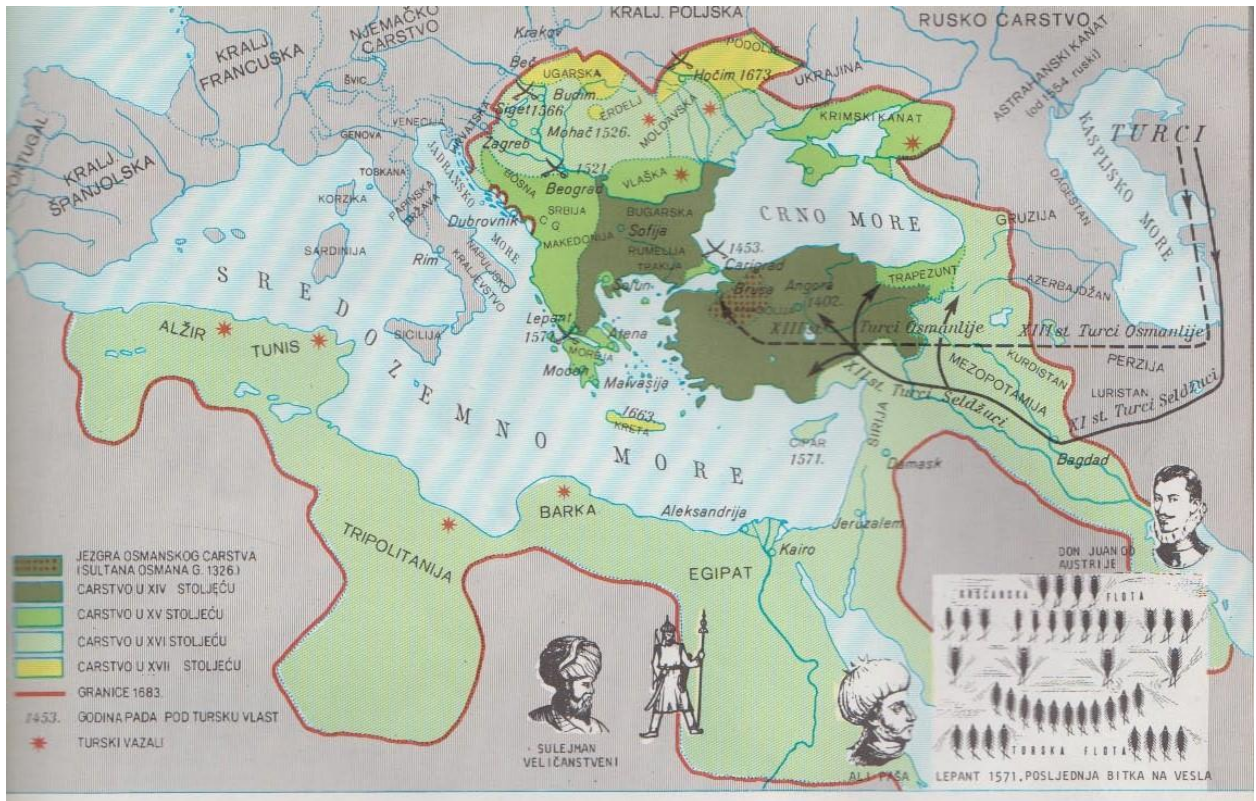 KRALJ. POLJSKA
RUSKO CARSTVO
NJEMAČKO
CARSTVO
KRALJ.
FRANCUSKA
Krakov
Beč
PODOLJE
Hoćim 1673.
UKRAJINA
ASTRAHANSKI KANAT
(od 1554 ruski)
ŠVIC.
UGARSKA
Budim
Siget 1566.
ERDELJ
MOLDAVSKA
KRIMSKI KANAT
TURCI
PORTUGAL
KRALJ.
ŠPANJOLSKA
GENOVA
VENECIJA
HRVATSKA
Mohač 1526.
Zagreb
KASPIJSKO MORE
TOSKANA
JADRANSKO
MORE
BOSNA
1521.
Beograd
VLAŠKA
DAGESTAN
KORZIKA
PAPINSKA
DRŽAVA
SRBIJA
C.
G.
BUGARSKA
Sofija
CRNO MORE
GRUZIJA
Dubrovnik
MAKEDONIJA
RUMELIJA
TRAKIJA
1453.
Carigrad
SARDINIJA
Rim
NAPULJSKO
KRALJEVSTVO
Solun
Brusa
Angora
1402.
TRAPEZUNT
AZERBAJDŽAN
SREDOZEMNO MORE
ALŽIR
TUNIS
SICILIJA
Lepant
1571.
Atena
MOREJA
Modon
Malvasija
XIII st.
Turci Osmanlije
XIII st. Turci Osmanlije
KURDISTAN
PERZIJA
MEZOPOTAMIJA
LURISTAN
XII st. Turci Seldžuci
XI st. Turci Seldžuci
1663.
KRETA
CIPAR
1571.
SIRIJA
Damask
Bagdad
TRIPOLITANIJA
BARKA
Aleksandrija
Jeruzalem
Kairo
EGIPAT
JEZGRA OSMANSKOG CARSTVA
(SULTANA OSMANA G. 1326.)
CARSTVO U XIV STOLJEĆU
CARSTVO U XV STOLJEĆU
CARSTVO U XVI STOLJEĆU
CARSTVO U XVII STOLJEĆU
GRANICE 1683.
1453. GODINA PADA POD TURSKU VLAST
TURSKI VAZALI
SULEJMAN
VELIČANSTVENI
ALI PAŠA
DON JUAN OD
AUSTRIJE
KRŠĆANSKA FLOTA
TURSKA FLOTA
LEPANT 1571. POSLJEDNJA BITKA NA VESLA